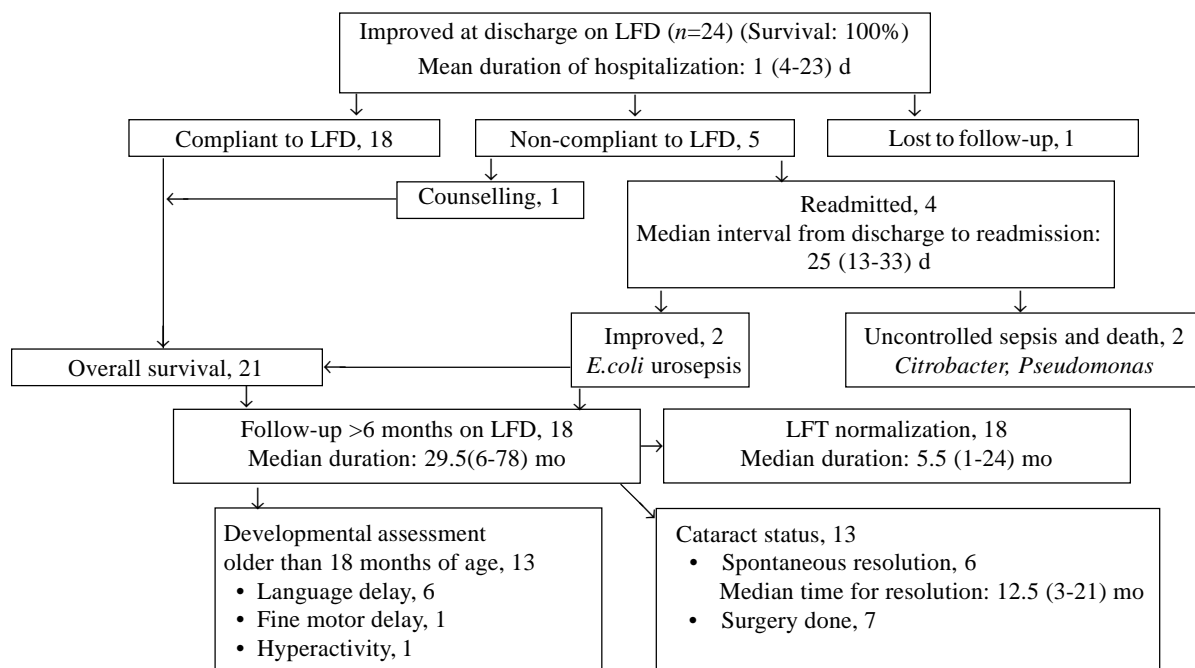 Improved at discharge on LFD (n=24) (Survival: 100%)
Mean duration of hospitalization: 1 (4-23) d
Compliant to LFD, 18
Non-compliant to LFD, 5
Lost to follow-up, 1
Counselling, 1
Readmitted, 4
Median interval from discharge to readmission:
25 (13-33) d
Improved, 2
E.coli urosepsis
Uncontrolled sepsis and death, 2
Citrobacter, Pseudomonas
Overall survival, 21
Follow-up >6 months on LFD, 18
Median duration: 29.5(6-78) mo
LFT normalization, 18
Median duration: 5.5 (1-24) mo
Developmental assessment
older than 18 months of age, 13
• Language delay, 6
• Fine motor delay, 1
• Hyperactivity, 1
Cataract status, 13
• Spontaneous resolution, 6
Median time for resolution: 12.5 (3-21) mo
• Surgery done, 7